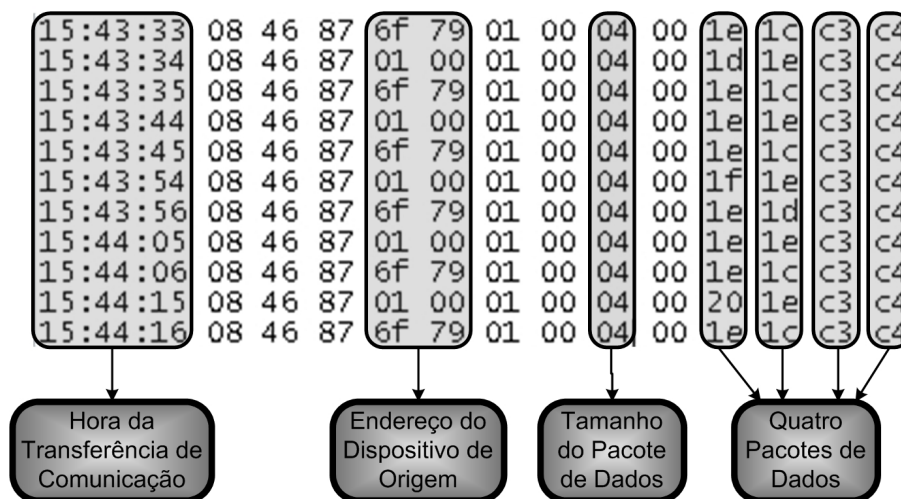 15:43:33 08 46 87 6f 79 01 00 04 00 1e 1c c3 c4
15:43:34 08 46 87 01 00 01 00 04 00 1d 1e c3 c4
15:43:35 08 46 87 6f 79 01 00 04 00 1e 1c c3 c4
15:43:44 08 46 87 01 00 01 00 04 00 1e 1e c3 c4
15:43:45 08 46 87 6f 79 01 00 04 00 1e 1c c3 c4
15:43:54 08 46 87 01 00 01 00 04 00 1f 1e c3 c4
15:43:56 08 46 87 6f 79 01 00 04 00 1e 1d c3 c4
15:44:05 08 46 87 01 00 01 00 04 00 1e 1e c3 c4
15:44:06 08 46 87 6f 79 01 00 04 00 1e 1c c3 c4
15:44:15 08 46 87 01 00 01 00 04 00 20 1e c3 c4
15:44:16 08 46 87 6f 79 01 00 04 00 1e 1c c3 c4
Hora da
Transferência de
Comunicação
Endereço do
Dispositivo de
Origem
Tamanho
do Pacote
de Dados
Quatro
Pacotes de
Dados